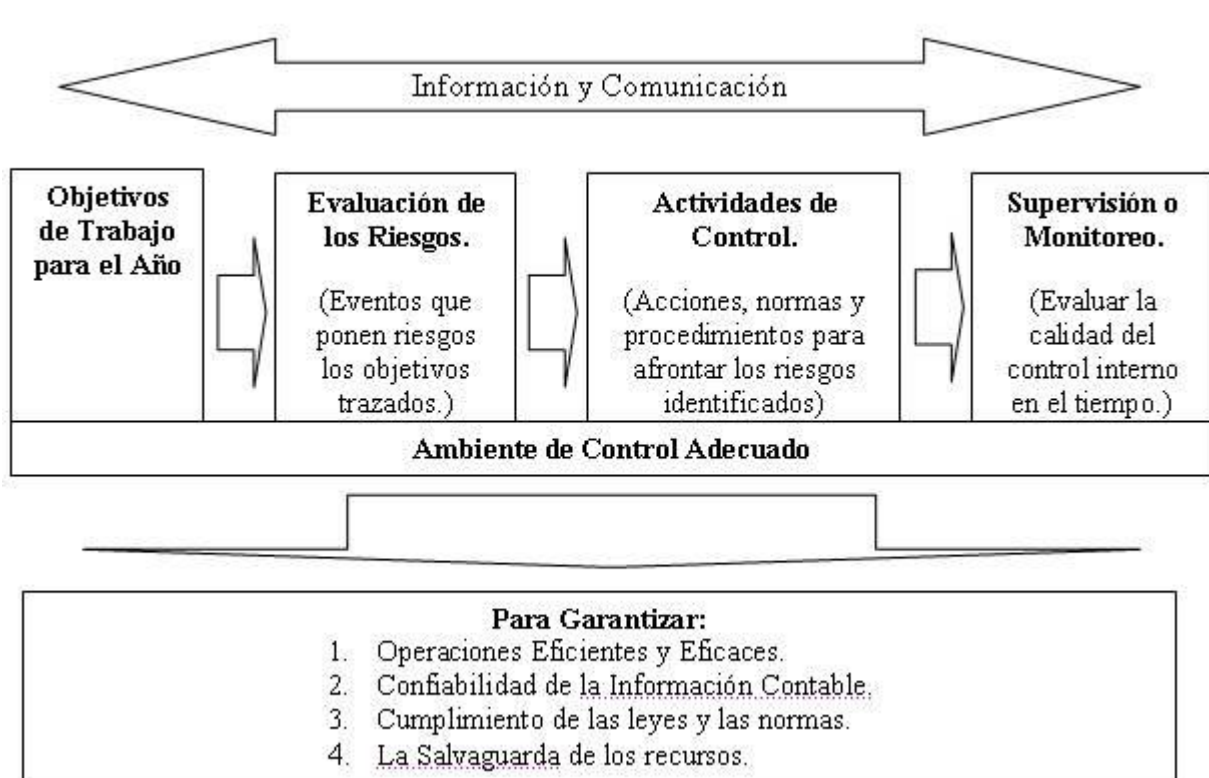 Información y Comunicación
Objetivos
de Trabajo
para el Año
Evaluación de
los Riesgos.
(Eventos que
ponen riesgos
los objetivos
trazados.)
Actividades de
Control.
(Acciones, normas y
procedimientos para
afrontar los riesgos
identificados)
Supervisión o
Monitoreo.
(Evaluar la
calidad del
control interno
en el tiempo.)
Ambiente de Control Adecuado
Para Garantizar:
1. Operaciones Eficientes y Eficaces.
2. Confiabilidad de la Información Contable.
3. Cumplimiento de las leyes y las normas.
4. La Salvaguarda de los recursos.